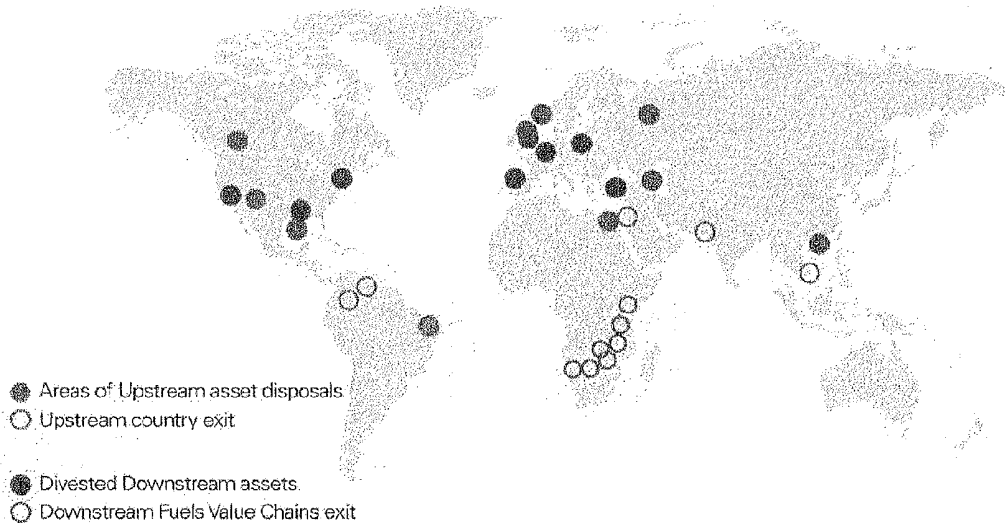 Areas of Upstream asset disposals
Upstream country exit
Divested Downstream assets
Downstream Fuels Value Chains exit